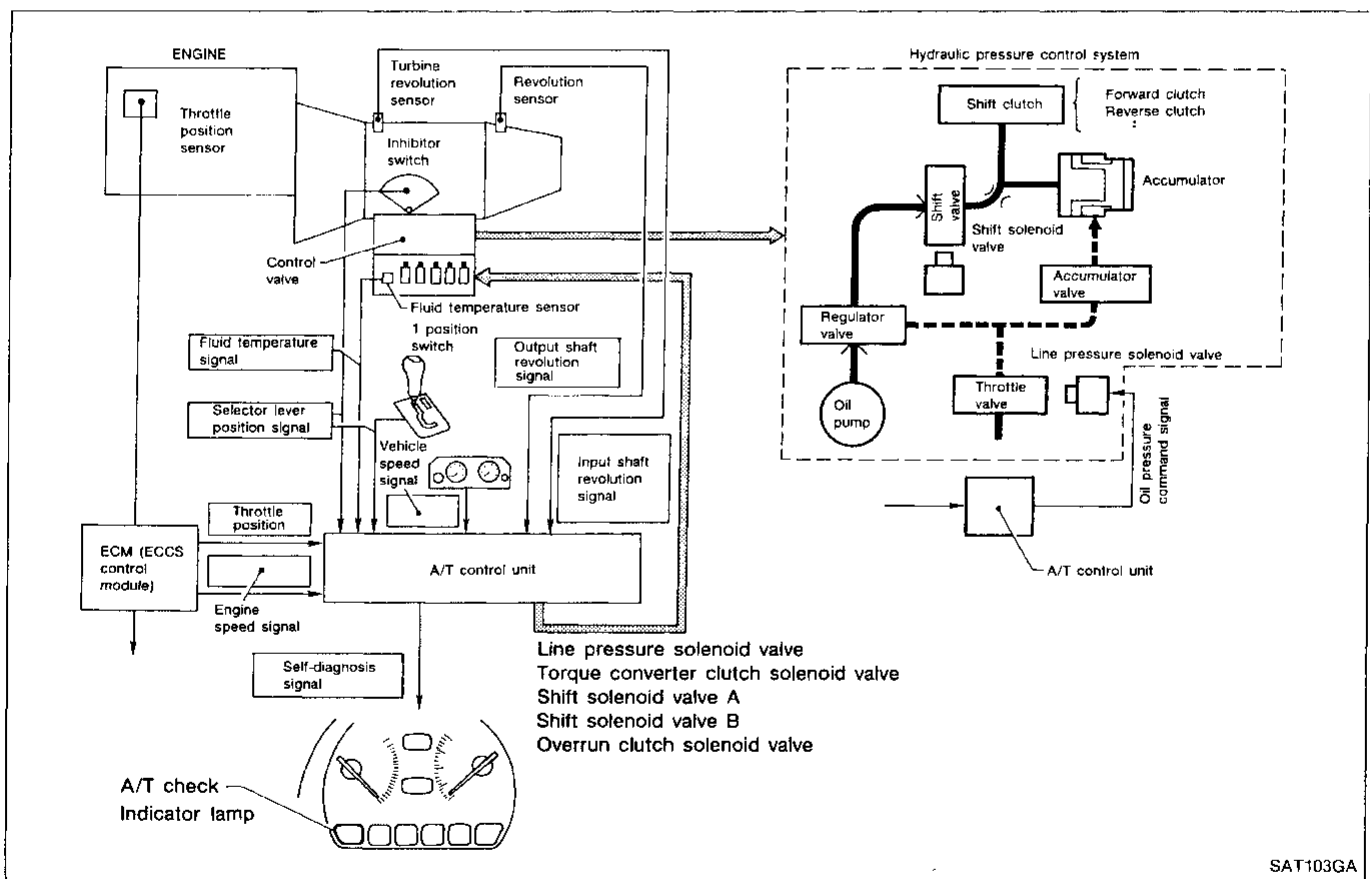 ENGINE
Throttle
position
sensor
Turbine
revolution
sensor
Revolution
sensor
Inhibitor
switch
Control
valve
Fluid temperature sensor
1 position
switch
Fluid temperature
signal
Selector lever
position signal
Output shaft
revolution
signal
Vehicle
speed
signal
Input shaft
revolution
signal
Throttle
position
ECM (ECCS
control
module)
Engine
speed signal
A/T control unit
Self-diagnosis
signal
Line pressure solenoid valve
Torque converter clutch solenoid valve
Shift solenoid valve A
Shift solenoid valve B
Overrun clutch solenoid valve
A/T check
Indicator lamp
Hydraulic pressure control system
Shift clutch
Forward clutch
Reverse clutch
Accumulator
Shift
valve
Shift solenoid
valve
Accumulator
valve
Regulator
valve
Line pressure solenoid valve
Throttle
valve
Oil
pump
Oil pressure
command signal
A/T control unit
SAT103GA